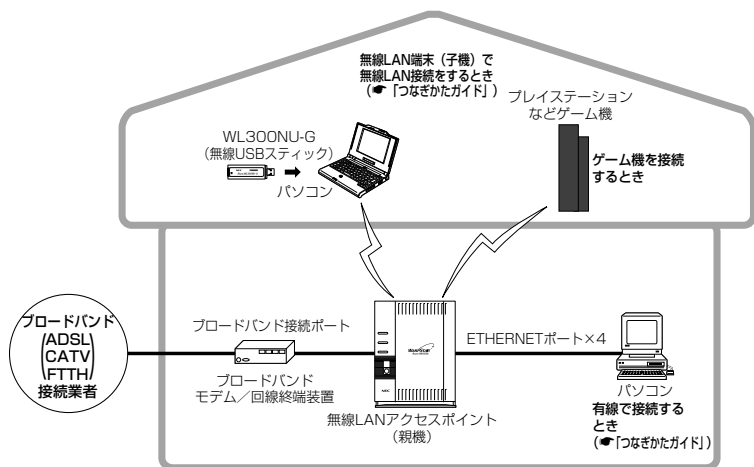 無線LAN端末（子機）で
無線LAN接続をするとき
（☛「つなぎかたガイド」）
プレイステーション
などゲーム機
WL300NU-G
（無線USBスティック）
パソコン
ゲーム機を接続
するとき
ブロードバンド
ADSL
CATV
FTTH
接続業者
ブロードバンド接続ポート
ブロードバンド
モデム／回線終端装置
WARPSTAR
NEC
無線LANアクセスポイント
（親機）
ETHERNETポート×4
パソコン
有線で接続する
とき
（☛「つなぎかたガイド」）